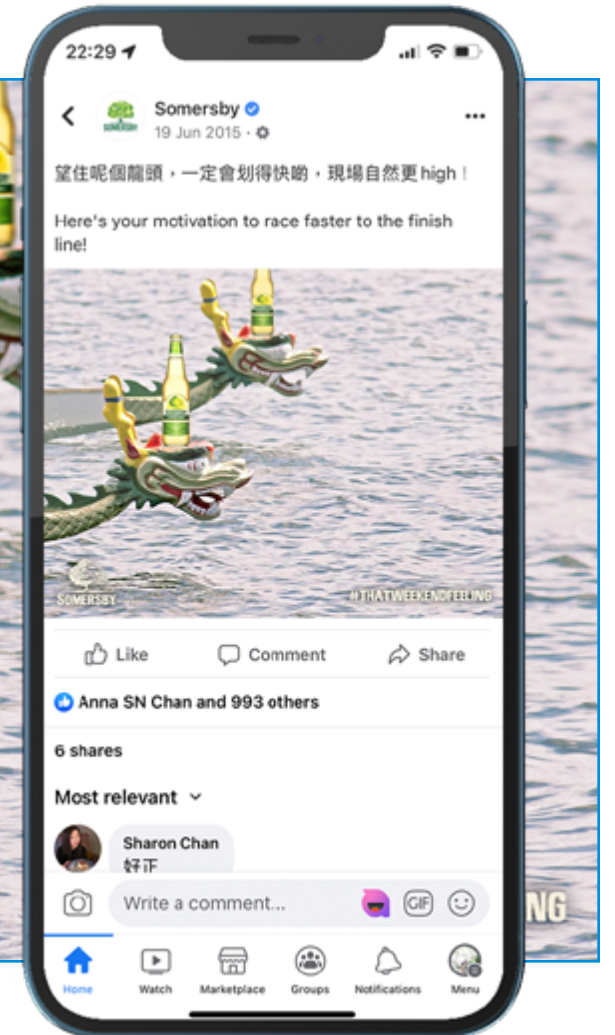 22:29
Somersby
19 Jun 2015 ·
望住呢個龍頭，一定會划得快啲，現場自然更high！
Here's your motivation to race faster to the finish
line!
SOMERSBY
#THATWEEKENDFEELING
Like
Comment
Share
Anna SN Chan and 993 others
6 shares
Most relevant
Sharon Chan
好正
Write a comment...
GIF
NG
Home
Watch
Marketplace
Groups
Notifications
Menu